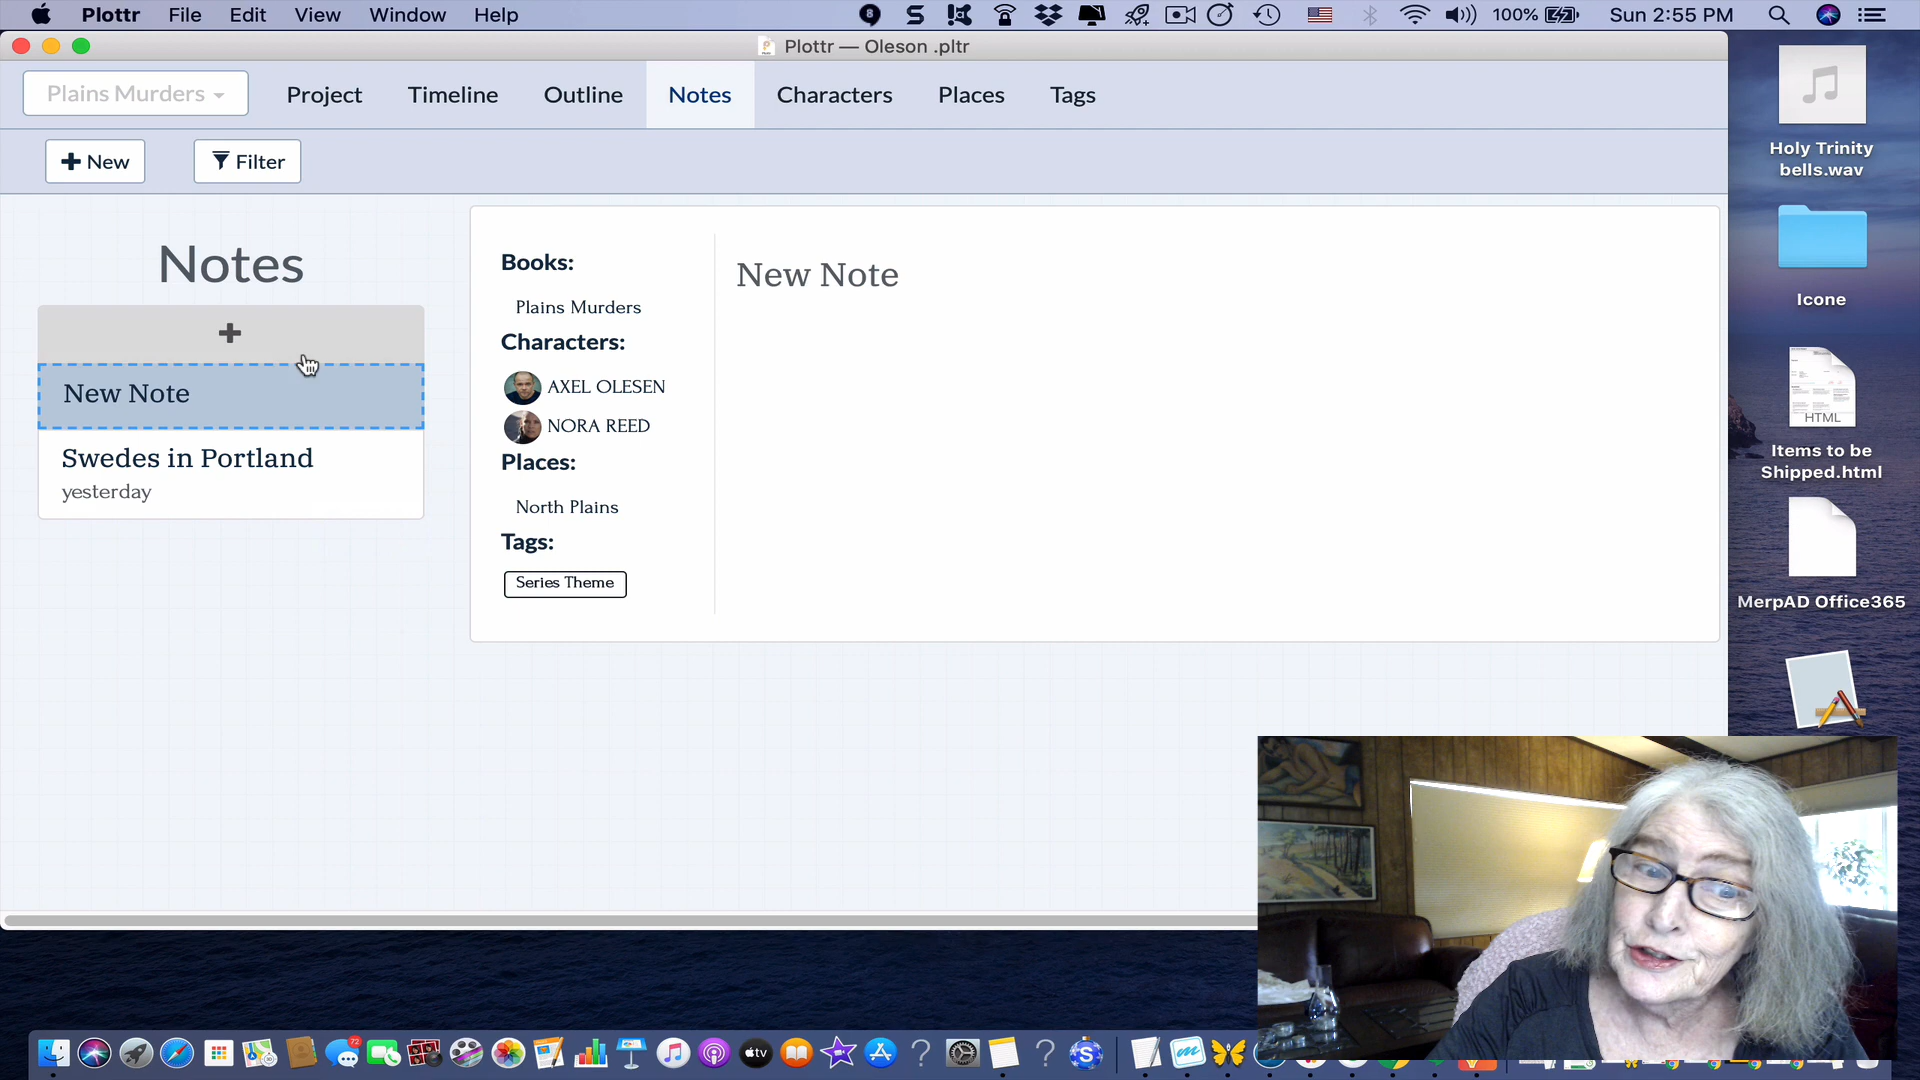 Plottr File Edit View Window Help 8 100% Sun 2:55 PM
Plottr — Oleson .pltr
Plains Murders Project Timeline Outline Notes Characters Places Tags
New Filter
Notes
New Note
Swedes in Portland
yesterday
Books:
Plains Murders
Characters:
AXEL OLESEN
NORA REED
Places:
North Plains
Tags:
Series Theme
New Note
Holy Trinity
bells.wav
Icone
HTML
Items to be
Shipped.html
MerpAD Office365
72
tv